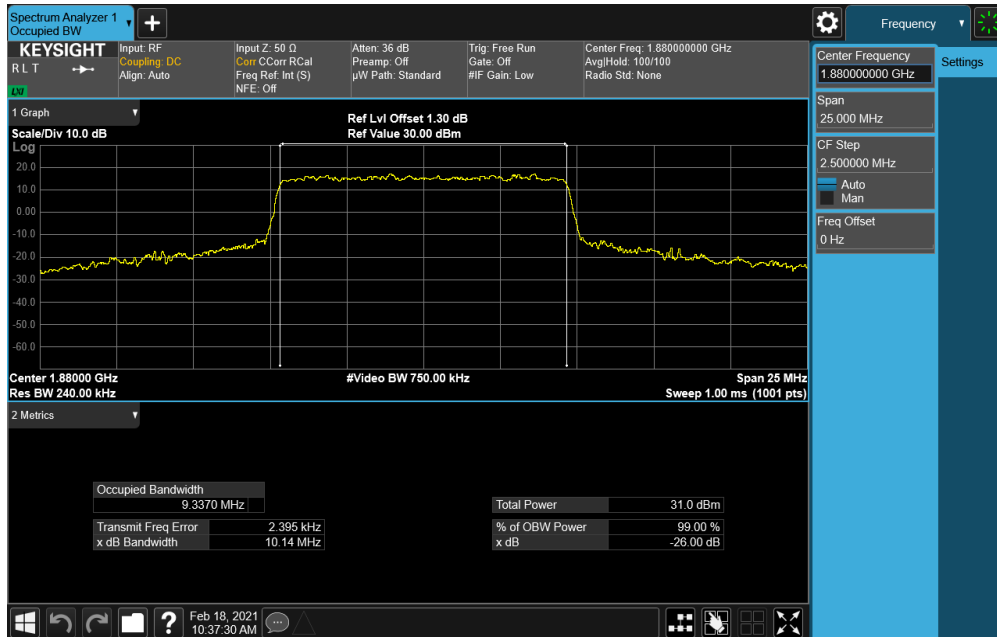 Spectrum Analyzer 1
Occupied BW
Frequency
KEYSIGHT
R L T
LXI
Input: RF
Coupling: DC
Align: Auto
Input Z: 50 Ω
Corr CCorr RCal
Freq Ref: Int (S)
NFE: Off
Atten: 36 dB
Preamp: Off
µW Path: Standard
Trig: Free Run
Gate: Off
#IF Gain: Low
Center Freq: 1.880000000 GHz
Avg|Hold: 100/100
Radio Std: None
Center Frequency
1.880000000 GHz
Settings
Span
25.000 MHz
CF Step
2.500000 MHz
Auto
Man
Freq Offset
0 Hz
1 Graph
Scale/Div 10.0 dB
Ref Lvl Offset 1.30 dB
Ref Value 30.00 dBm
Log
20.0
10.0
0.00
-10.0
-20.0
-30.0
-40.0
-50.0
-60.0
Center 1.88000 GHz
#Video BW 750.00 kHz
Span 25 MHz
Res BW 240.00 kHz
Sweep 1.00 ms (1001 pts)
2 Metrics
Occupied Bandwidth
9.3370 MHz
Total Power 31.0 dBm
Transmit Freq Error 2.395 kHz
% of OBW Power 99.00 %
x dB Bandwidth 10.14 MHz
x dB -26.00 dB
Feb 18, 2021
10:37:30 AM